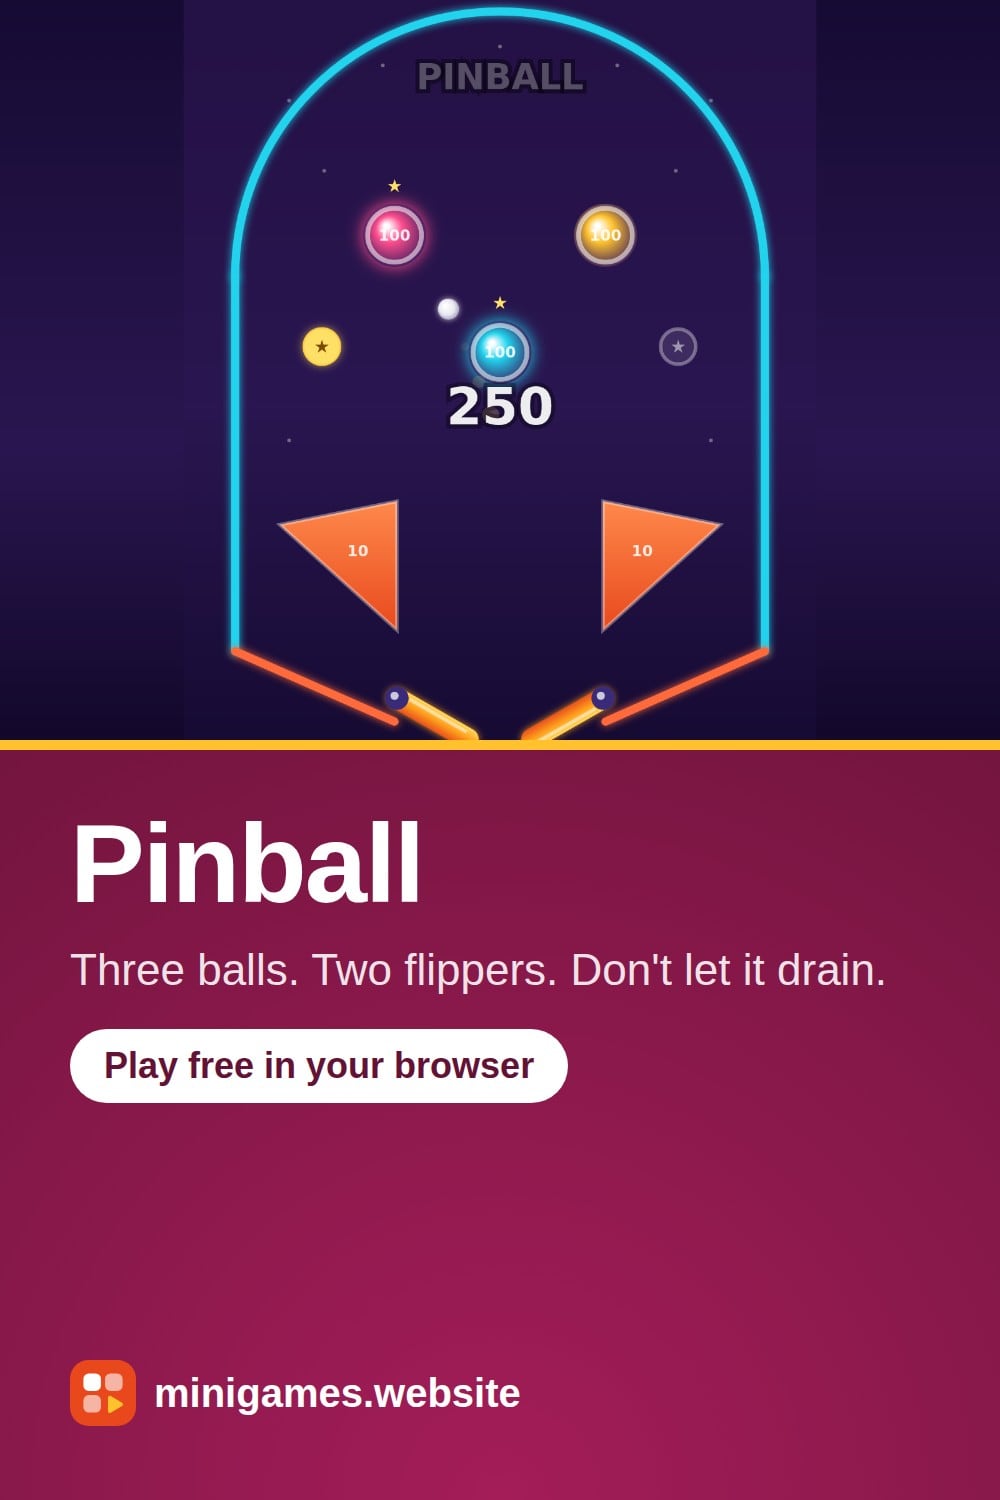 PINBALL
100
100
100
250
10
10
Pinball
Three balls. Two flippers. Don't let it drain.
Play free in your browser
minigames.website